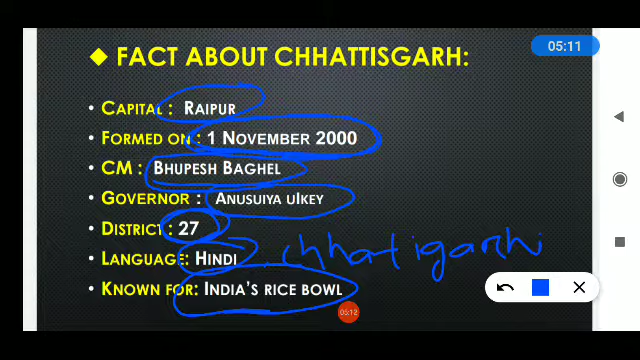 05:11
❖ FACT ABOUT CHHATTISGARH:
• CAPITAL : RAIPUR
• FORMED ON : 1 NOVEMBER 2000
• CM : BHUPESH BAGHEL
• GOVERNOR : ANUSUIYA UIKEY
• DISTRICT : 27
• LANGUAGE: HINDI , chhattigarhi
• KNOWN FOR: INDIA'S RICE BOWL
05:12